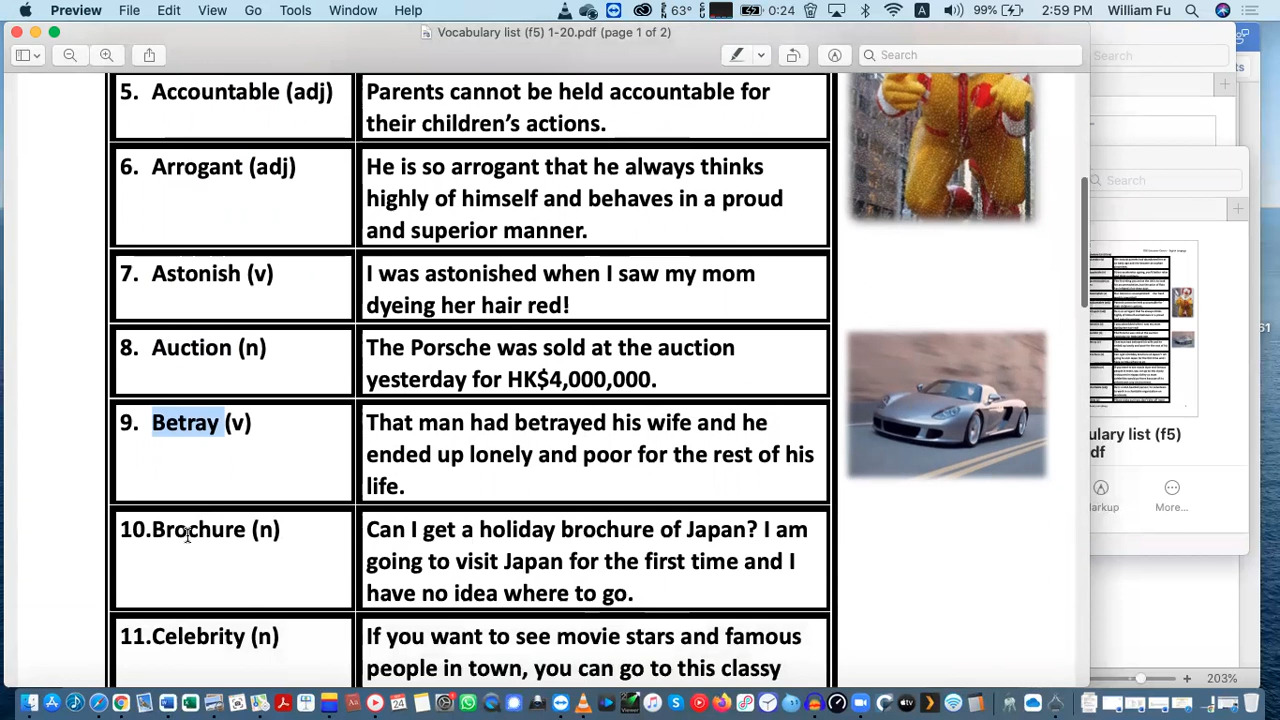 Preview File Edit View Go Tools Window Help 63° 0:24 A 99% 2:59 PM William Fu
Vocabulary list (f5) 1-20.pdf (page 1 of 2)
Search
5. Accountable (adj) Parents cannot be held accountable for
their children's actions.
6. Arrogant (adj) He is so arrogant that he always thinks
highly of himself and behaves in a proud
and superior manner.
7. Astonish (v) I was astonished when I saw my mom
dying her hair red!
8. Auction (n) The
was sold at the auction
yesterday for HK$4,000,000.
9. Betray (v) That man had betrayed his wife and he
ended up lonely and poor for the rest of his
life.
10.Brochure (n) Can I get a holiday brochure of Japan? I am
going to visit Japan for the first time and I
have no idea where to go.
11.Celebrity (n) If you want to see movie stars and famous
people in town, you can go to this classy
Search
ts
Search
61
ulary list (f5)
df
arkup More...
203%
24